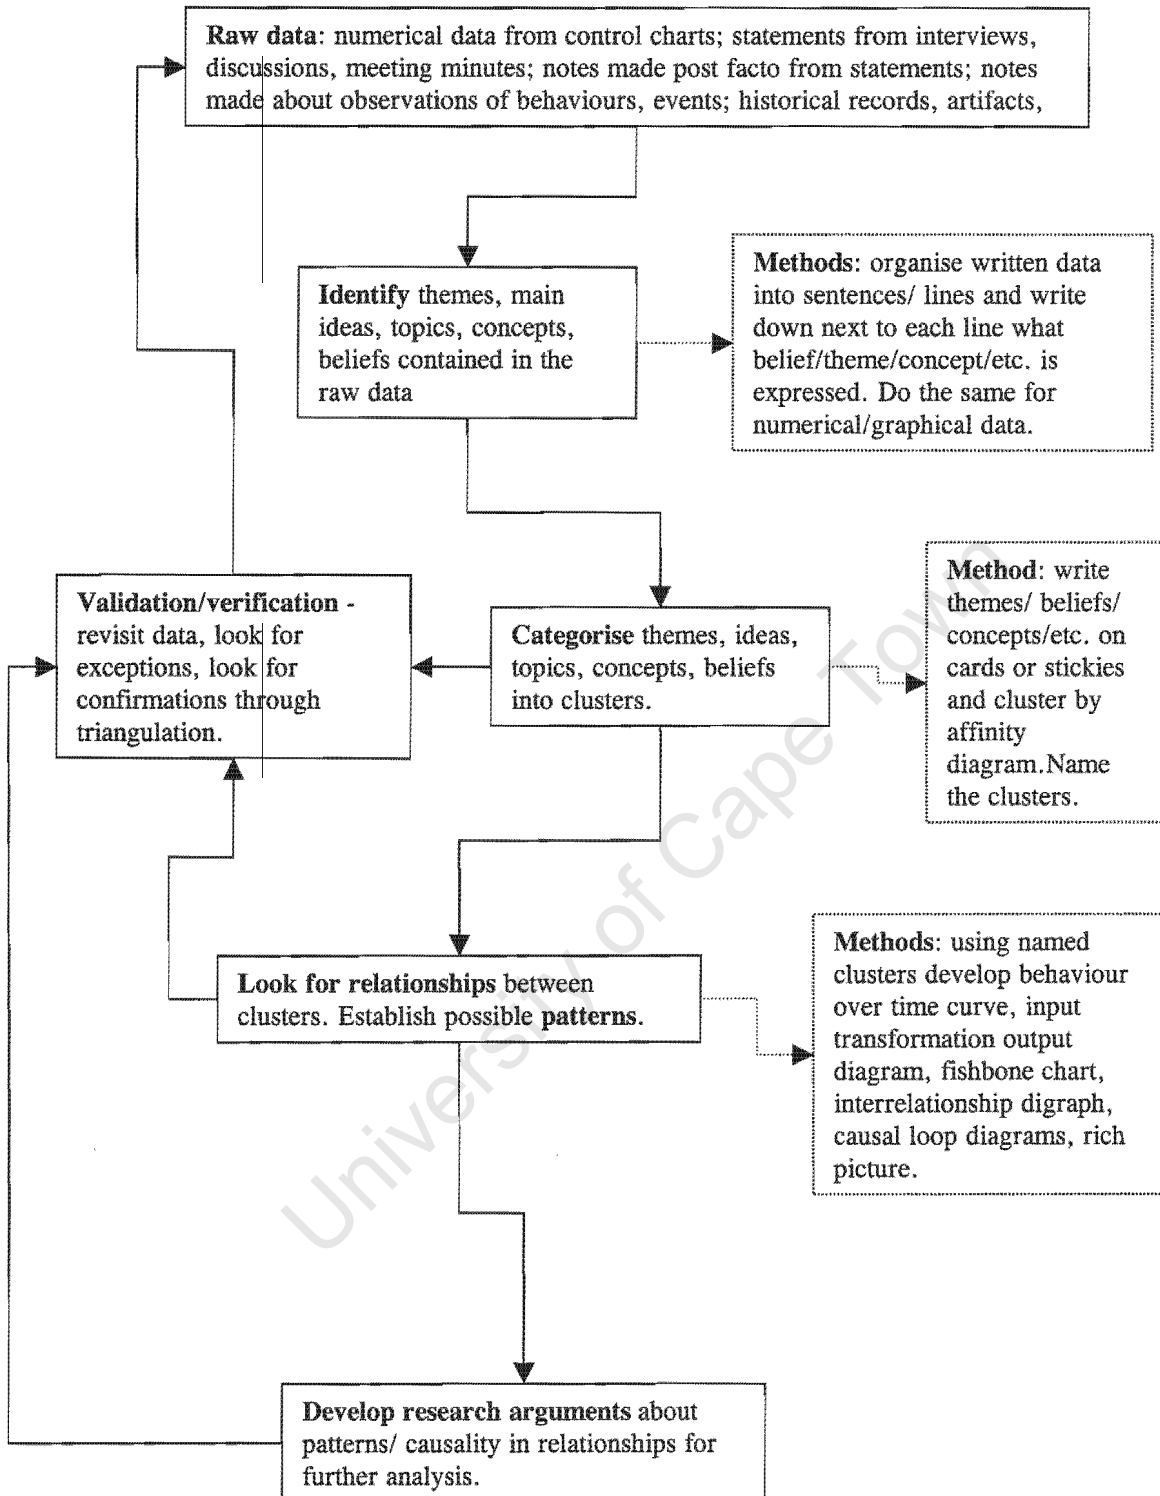 Raw data: numerical data from control charts; statements from interviews,
discussions, meeting minutes; notes made post facto from statements; notes
made about observations of behaviours, events; historical records, artifacts,
Identify themes, main
ideas, topics, concepts,
beliefs contained in the
raw data
Methods: organise written data
into sentences/ lines and write
down next to each line what
belief/theme/concept/etc. is
expressed. Do the same for
numerical/graphical data.
Validation/verification -
revisit data, look for
exceptions, look for
confirmations through
triangulation.
Categorise themes, ideas,
topics, concepts, beliefs
into clusters.
Method: write
themes/ beliefs/
concepts/etc. on
cards or stickies
and cluster by
affinity
diagram.Name
the clusters.
Look for relationships between
clusters. Establish possible patterns.
Methods: using named
clusters develop behaviour
over time curve, input
transformation output
diagram, fishbone chart,
interrelationship digraph,
causal loop diagrams, rich
picture.
Develop research arguments about
patterns/ causality in relationships for
further analysis.
University of Cape Town